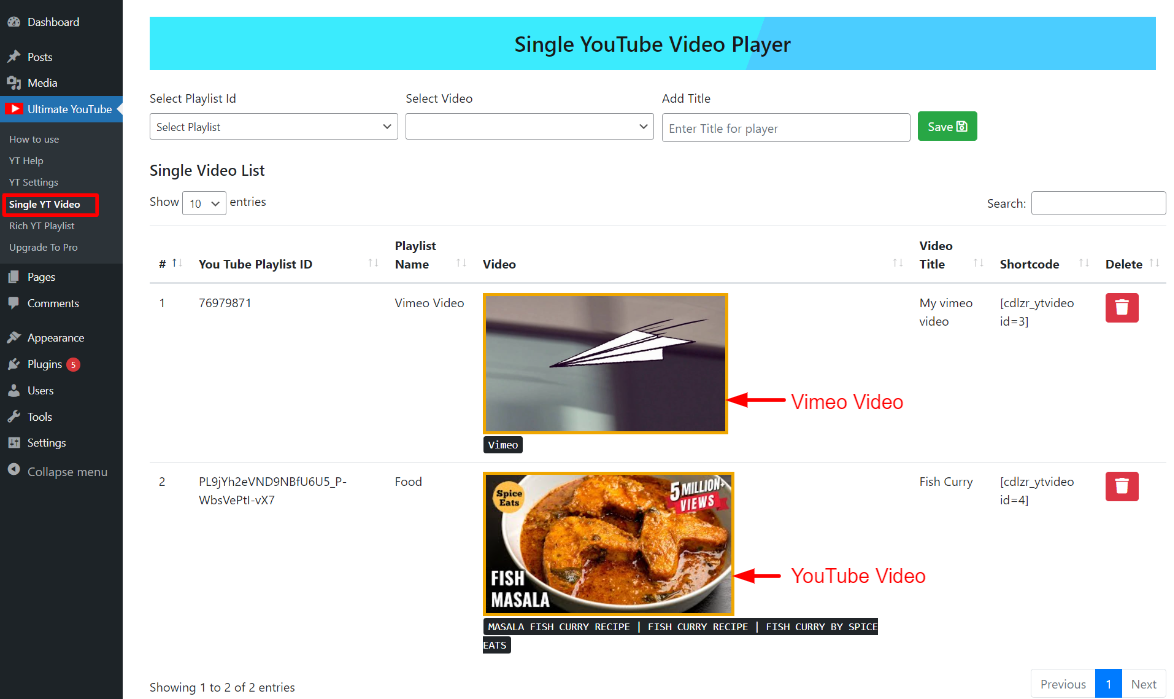 Dashboard
Posts
Media
Ultimate YouTube
How to use
YT Help
YT Settings
Single YT Video
Rich YT Playlist
Upgrade To Pro
Pages
Comments
Appearance
Plugins 5
Users
Tools
Settings
Collapse menu
Single YouTube Video Player
Select Playlist Id
Select Video
Add Title
Select Playlist
Enter Title for player
Save
Single Video List
Show 10 entries
Search:
#
You Tube Playlist ID
Playlist
Name
Video
Video
Title
Shortcode
Delete
1
76979871
Vimeo Video
Vimeo
My vimeo
video
[cdlzr_ytvideo
id=3]
Vimeo Video
2
PL9jYh2eVND9NBfU6U5_P-
WbsVePtI-vX7
Food
Spice
Eats
5 MILLION+
VIEWS
FISH
MASALA
MASALA FISH CURRY RECIPE | FISH CURRY RECIPE | FISH CURRY BY SPICE
EATS
Fish Curry
[cdlzr_ytvideo
id=4]
YouTube Video
Showing 1 to 2 of 2 entries
Previous 1 Next